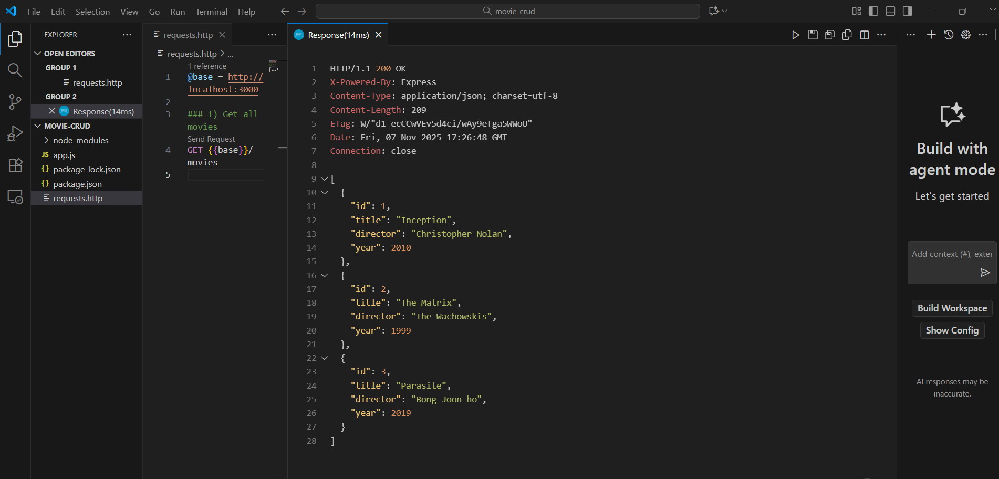 File Edit Selection View Go Run Terminal Help
movie-crud
EXPLORER
OPEN EDITORS
GROUP 1
requests.http
GROUP 2
Response(14ms)
MOVIE-CRUD
node_modules
JS app.js
{} package-lock.json
{} package.json
requests.http
requests.http
requests.http > ...
1 reference
1 @base = http://
localhost:3000
2
3 ### 1) Get all
movies
Send Request
4 GET {{base}}/
movies
5
Response(14ms)
1 HTTP/1.1 200 OK
2 X-Powered-By: Express
3 Content-Type: application/json; charset=utf-8
4 Content-Length: 209
5 ETag: W/"d1-ecCCwVEv5d4ci/wAy9eTga5WWoU"
6 Date: Fri, 07 Nov 2025 17:26:48 GMT
7 Connection: close
8
9 [
10 {
11 "id": 1,
12 "title": "Inception",
13 "director": "Christopher Nolan",
14 "year": 2010
15 },
16 {
17 "id": 2,
18 "title": "The Matrix",
19 "director": "The Wachowskis",
20 "year": 1999
21 },
22 {
23 "id": 3,
24 "title": "Parasite",
25 "director": "Bong Joon-ho",
26 "year": 2019
27 }
28 ]
Build with
agent mode
Let's get started
Add context (#), exter
Build Workspace
Show Config
AI responses may be
inaccurate.